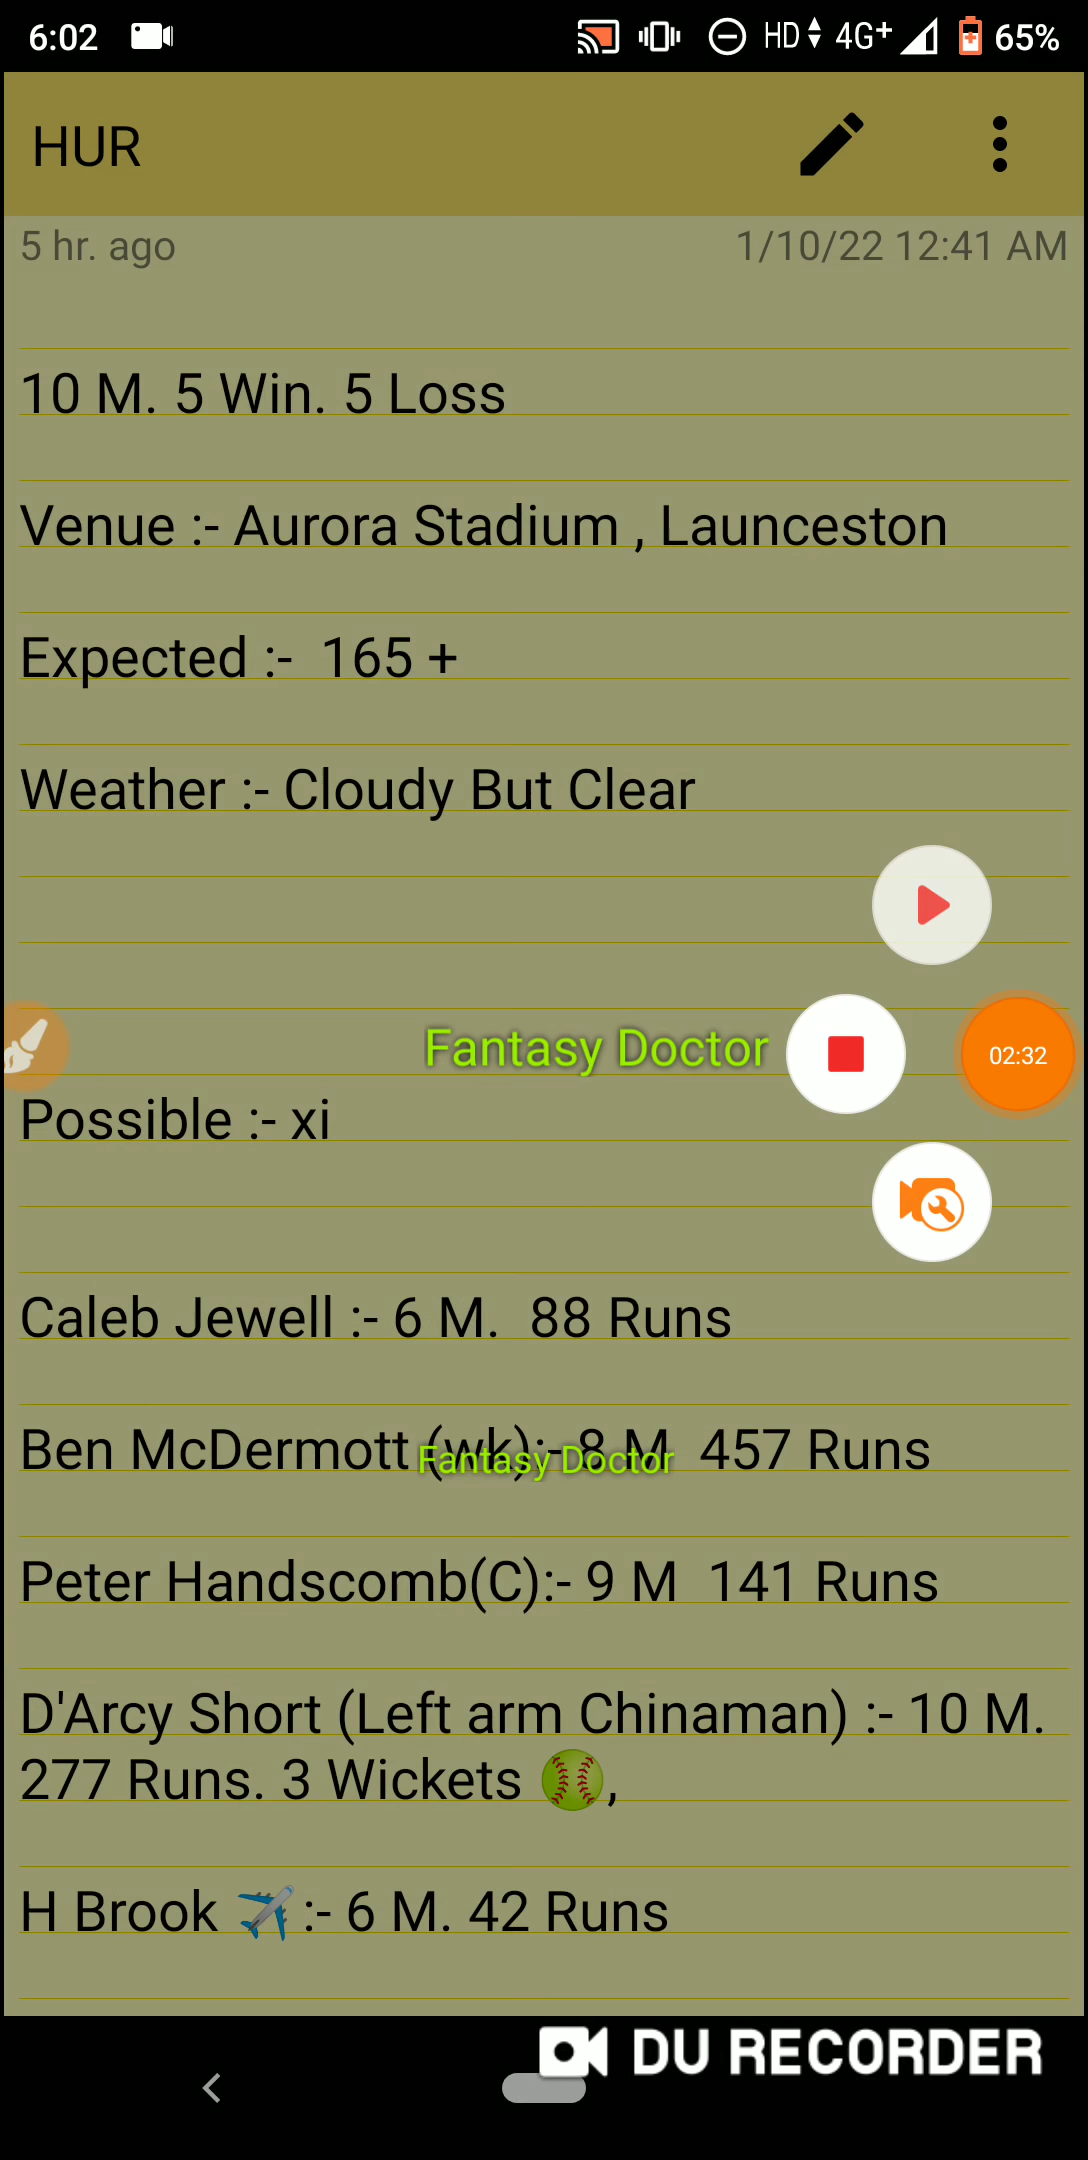 6:02 HD 4G+ 65%
HUR
5 hr. ago 1/10/22 12:41 AM
10 M. 5 Win. 5 Loss
Venue :- Aurora Stadium , Launceston
Expected :-  165 +
Weather :- Cloudy But Clear
Fantasy Doctor
02:32
Possible :- xi
Caleb Jewell :- 6 M.  88 Runs
Ben McDermott (wk):- 8 M  457 Runs
Fantasy Doctor
Peter Handscomb(C):- 9 M  141 Runs
D'Arcy Short (Left arm Chinaman) :- 10 M.
277 Runs. 3 Wickets 🥎,
H Brook ✈️ :- 6 M. 42 Runs
DU RECORDER